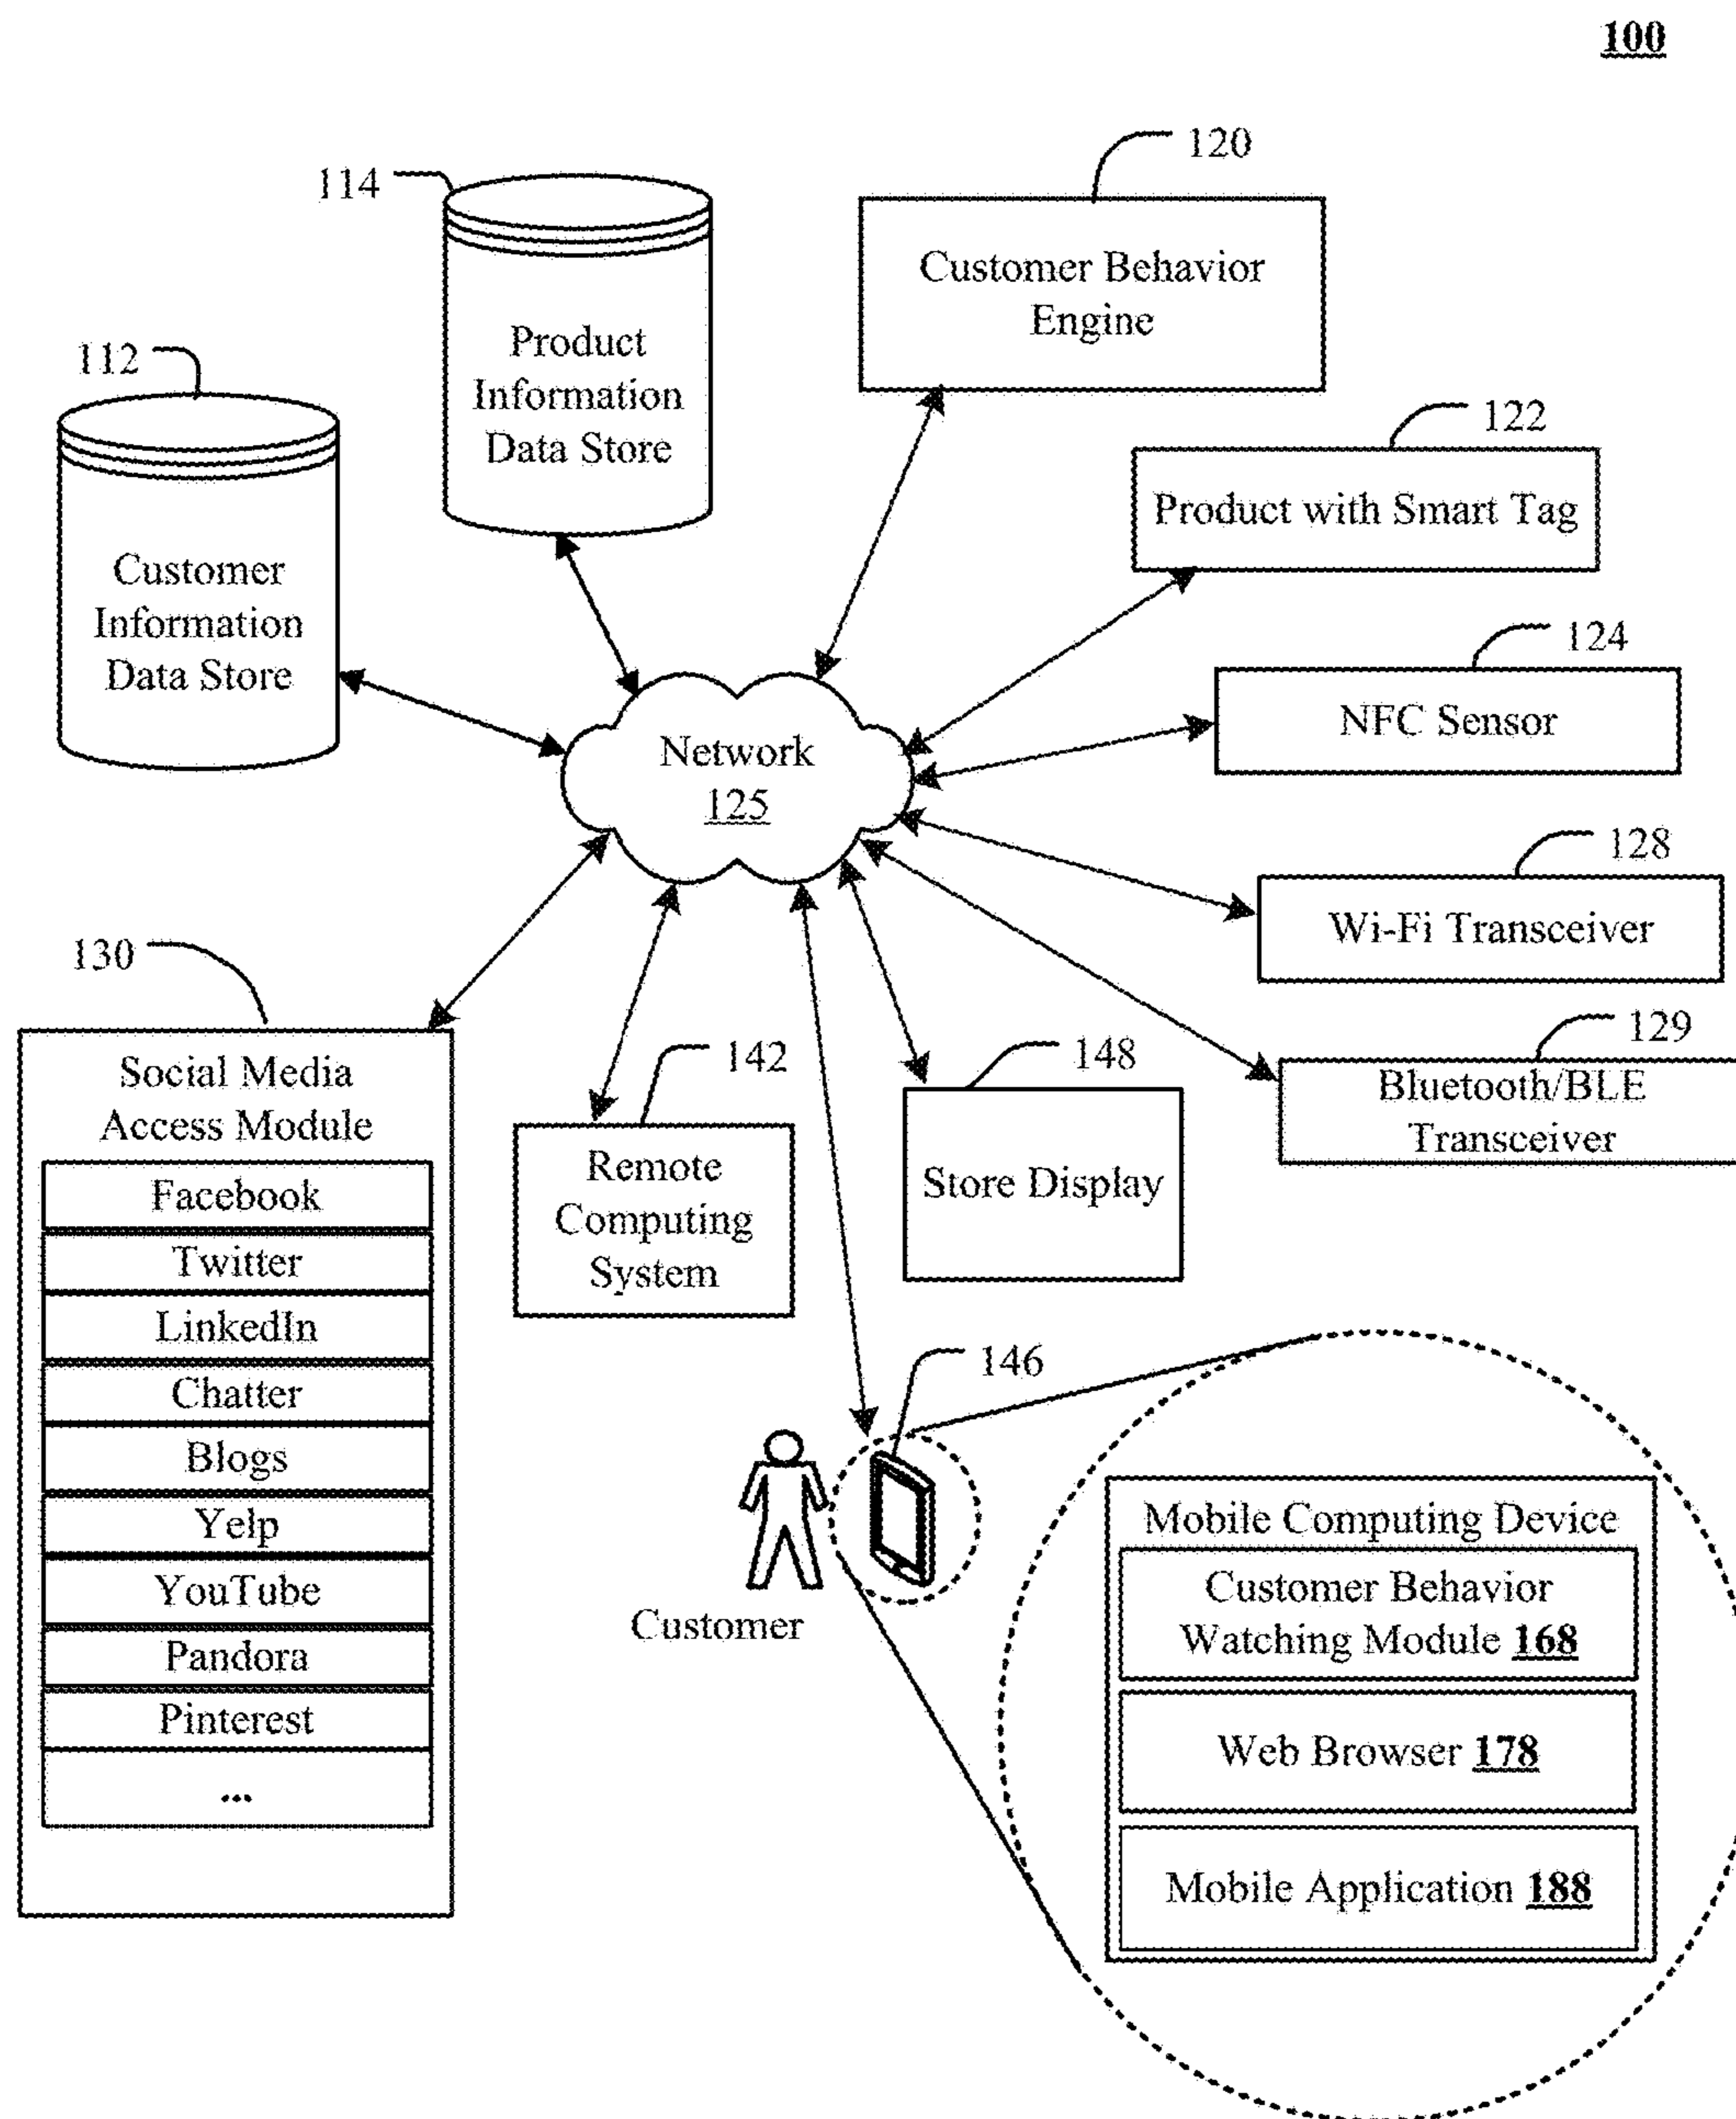 100
120
114
Customer Behavior
Engine
Product
Information
Data Store
112
122
Product with Smart Tag
Customer
Information
Data Store
124
NFC Sensor
Network
125
128
Wi-Fi Transceiver
130
129
Bluetooth/BLE
Transceiver
142
148
Social Media
Access Module
Facebook
Twitter
LinkedIn
Chatter
Blogs
Yelp
YouTube
Pandora
Pinterest
...
Remote
Computing
System
Store Display
146
Customer
Mobile Computing Device
Customer Behavior
Watching Module 168
Web Browser 178
Mobile Application 188